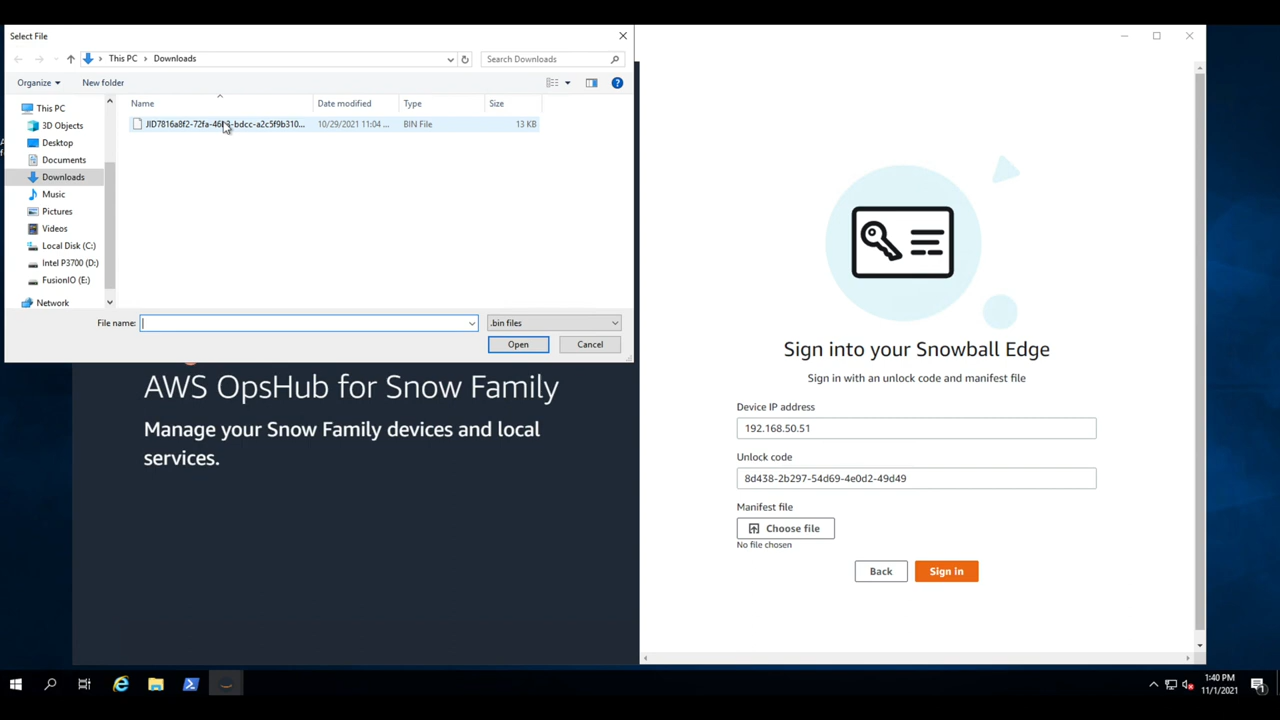 Select File
This PC
Downloads
Search Downloads
Organize
New folder
Name
Date modified
Type
Size
This PC
3D Objects
Desktop
Documents
Downloads
Music
Pictures
Videos
Local Disk (C:)
Intel P3700 (D:)
FusionIO (E:)
Network
10/29/2021 11:04 ...
BIN File
13 KB
File name:
.bin files
Open
Cancel
AWS OpsHub for Snow Family
Manage your Snow Family devices and local
services.
Sign into your Snowball Edge
Sign in with an unlock code and manifest file
Device IP address
192.168.50.51
Unlock code
8d438-2b297-54d69-4e0d2-49d49
Manifest file
Choose file
No file chosen
Back
Sign in
1:40 PM
11/1/2021
1